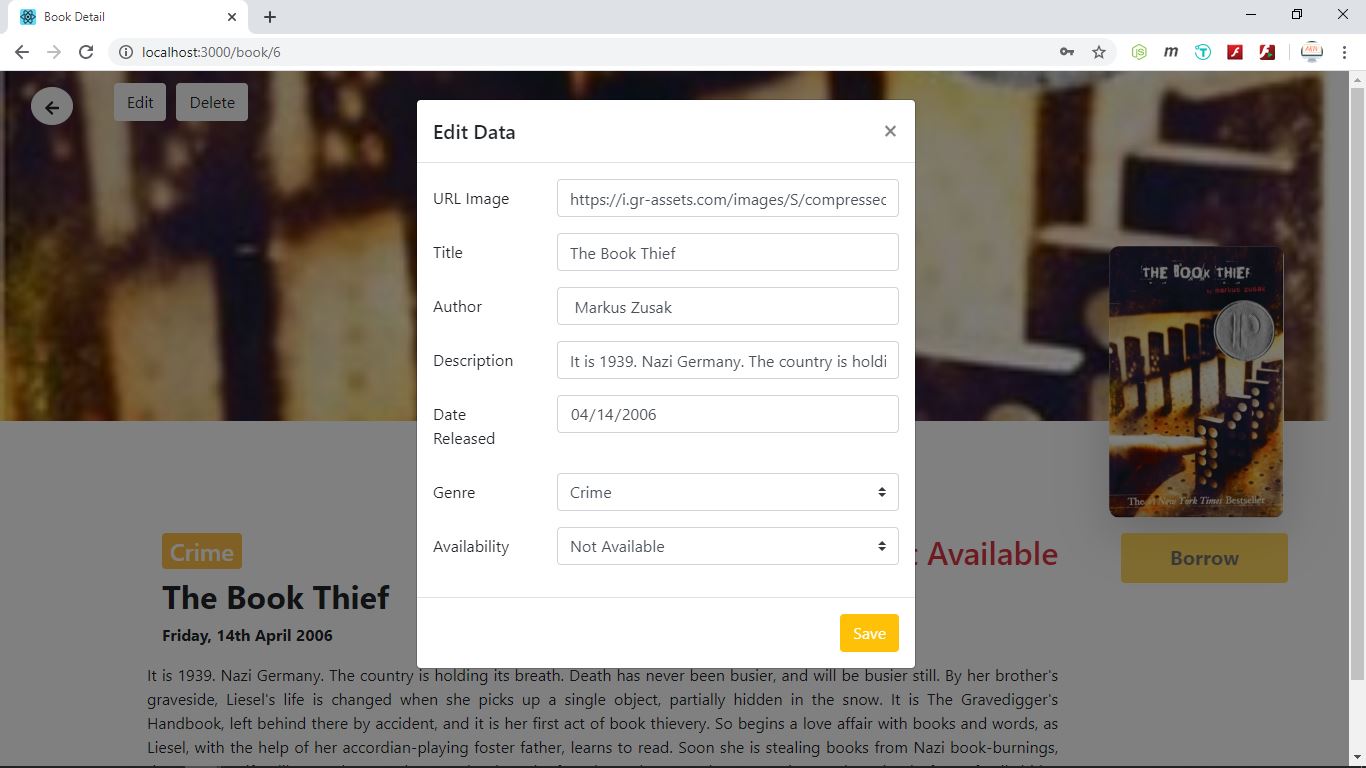 Book Detail
localhost:3000/book/6
Edit
Delete
Edit Data
×
URL Image
https://i.gr-assets.com/images/S/compressec
Title
The Book Thief
Author
Markus Zusak
Description
It is 1939. Nazi Germany. The country is holdi
Date
Released
04/14/2006
Genre
Crime
Availability
Not Available
Save
THE BOOK THIEF
by markus zusak
The #1 New York Times Bestseller
Crime
Available
Borrow
The Book Thief
Friday, 14th April 2006
It is 1939. Nazi Germany. The country is holding its breath. Death has never been busier, and will be busier still. By her brother's
graveside, Liesel's life is changed when she picks up a single object, partially hidden in the snow. It is The Gravedigger's
Handbook, left behind there by accident, and it is her first act of book thievery. So begins a love affair with books and words, as
Liesel, with the help of her accordian-playing foster father, learns to read. Soon she is stealing books from Nazi book-burnings,